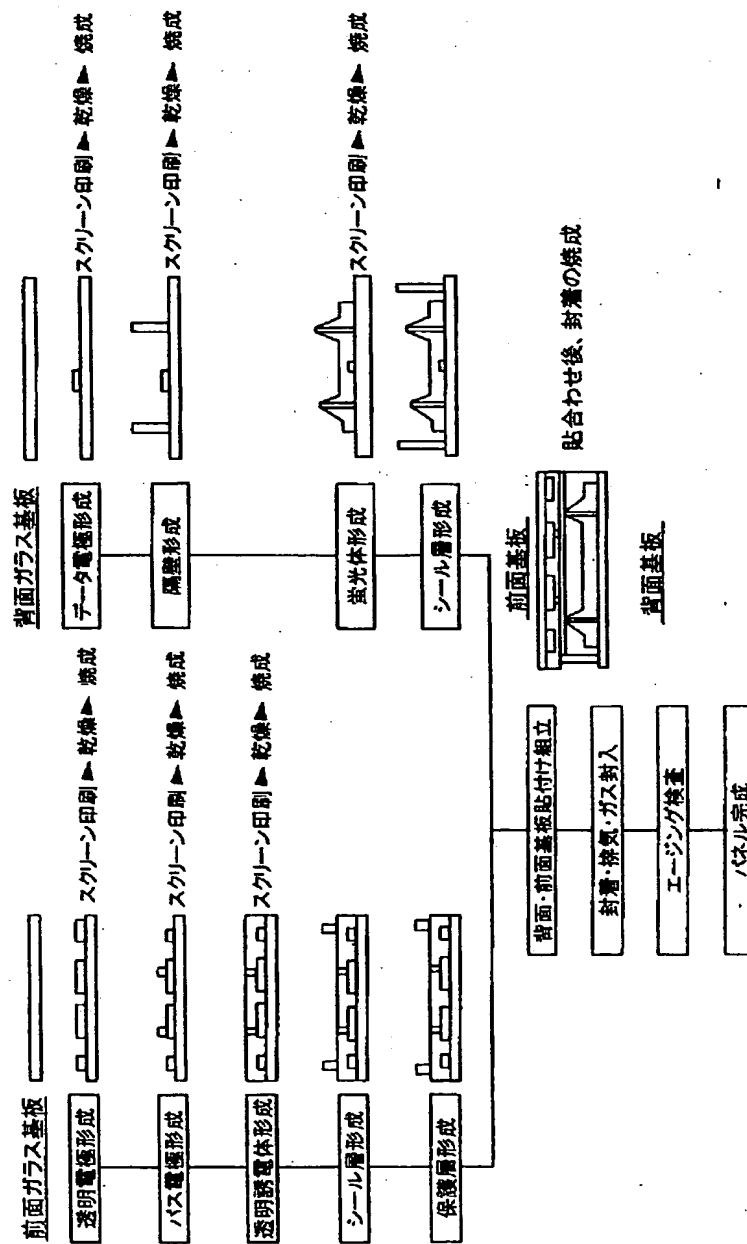 前面ガラス基板
透明電極形成
スクリーン印刷▶乾燥▶焼成
バス電極形成
スクリーン印刷▶乾燥▶焼成
透明誘電体形成
スクリーン印刷▶乾燥▶焼成
シール層形成
保護層形成
背面ガラス基板
データ電極形成
スクリーン印刷▶乾燥▶焼成
隔壁形成
スクリーン印刷▶乾燥▶焼成
蛍光体形成
スクリーン印刷▶乾燥▶焼成
シール層形成
背面・前面基板貼付け組立
前面基板
背面基板
貼合わせ後、封着の焼成
封着・排気・ガス封入
エージング検査
パネル完成